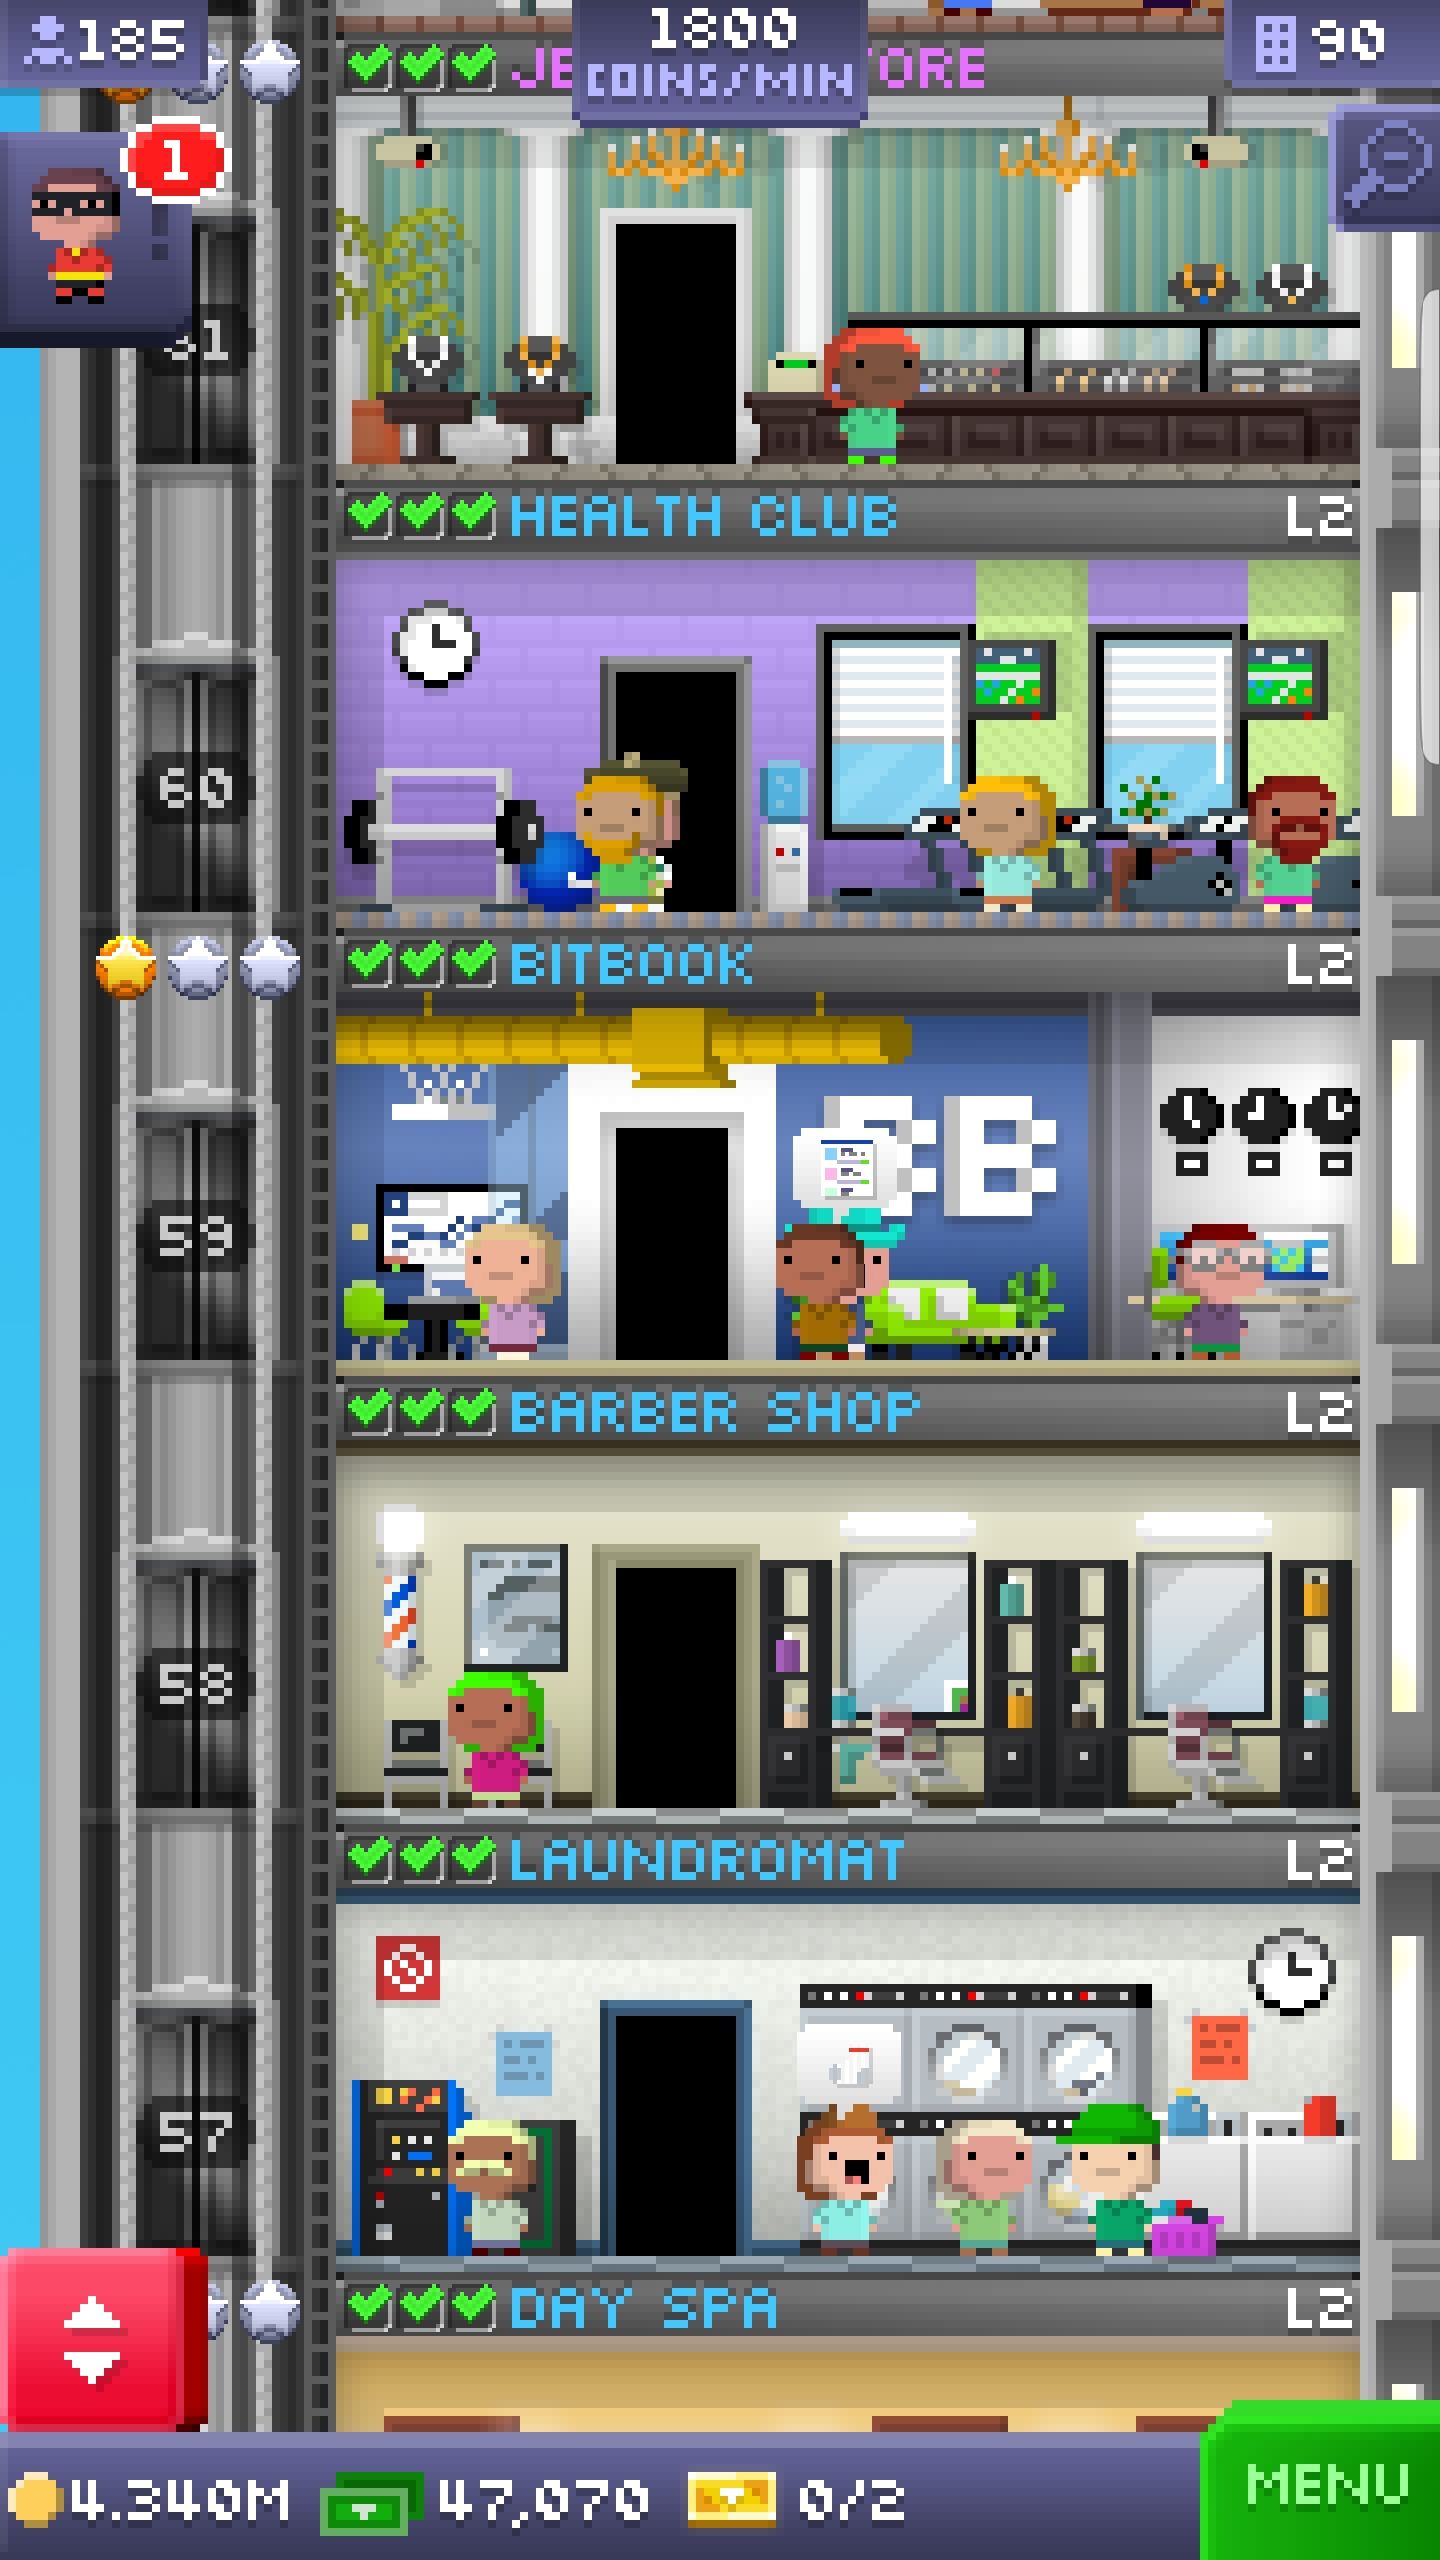 185
1800
COINS/MIN
90
1
JE ORE
61
HEALTH CLUB L2
60
BITBOOK L2
B
59
BARBER SHOP L2
58
LAUNDROMAT L2
57
DAY SPA L2
4.340M 47,070 0/2
MENU